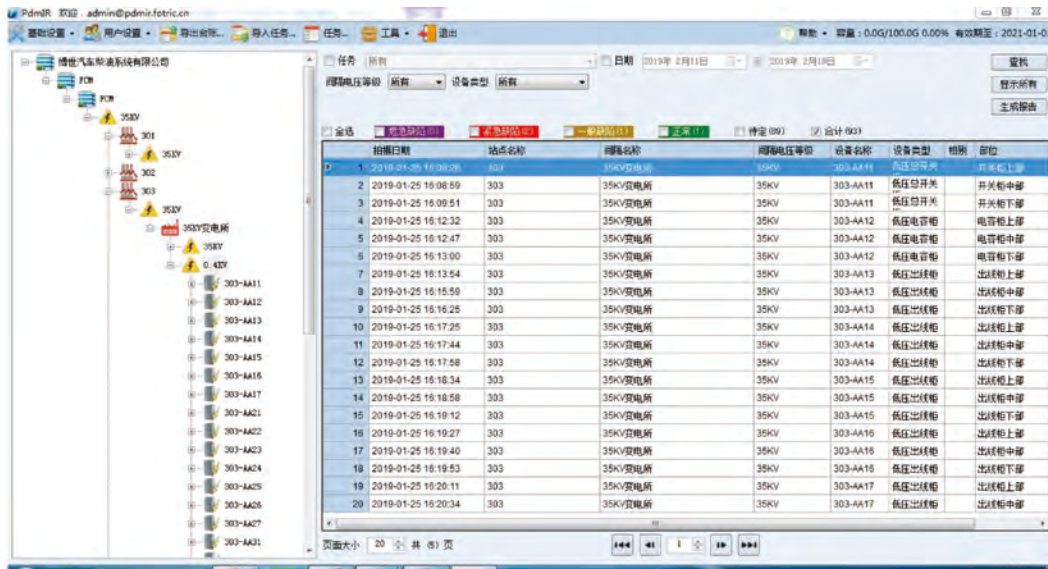 PdmIR 欢迎 . admin@pdmir.fotric.cn
基础设置 用户设置 导出台账... 导入任务... 任务... 工具 退出 帮助 容量 : 0.0G/100.0G 0.00% 有效期至 : 2021-01-0
博世汽车柴油系统有限公司
FCM
FCM
35KV
301
35KV
302
303
35KV
35KV变电所
35KV
0.4KV
303-AA11
303-AA12
303-AA13
303-AA14
303-AA15
303-AA16
303-AA17
303-AA21
303-AA22
303-AA23
303-AA24
303-AA25
303-AA26
303-AA27
303-AA31
任务 所有 日期 2019年 2月11日 2019年 2月18日 查找
间隔电压等级 所有 设备类型 所有 显示所有
生成报告
全选 危急缺陷(0) 紧急缺陷(2) 一般缺陷(1) 正常(1) 待定(89) 合计(93)
拍摄日期 站点名称 间隔名称 间隔电压等级 设备名称 设备类型 相别 部位
1 2019-01-25 16:08:26 303 35KV变电所 35KV 303-AA11 低压总开关 开关柜上部
2 2019-01-25 16:08:59 303 35KV变电所 35KV 303-AA11 低压总开关 开关柜中部
3 2019-01-25 16:09:51 303 35KV变电所 35KV 303-AA11 低压总开关 开关柜下部
4 2019-01-25 16:12:32 303 35KV变电所 35KV 303-AA12 低压电容柜 电容柜上部
5 2019-01-25 16:12:47 303 35KV变电所 35KV 303-AA12 低压电容柜 电容柜中部
6 2019-01-25 16:13:00 303 35KV变电所 35KV 303-AA12 低压电容柜 电容柜下部
7 2019-01-25 16:13:54 303 35KV变电所 35KV 303-AA13 低压出线柜 出线柜上部
8 2019-01-25 16:15:59 303 35KV变电所 35KV 303-AA13 低压出线柜 出线柜中部
9 2019-01-25 16:16:25 303 35KV变电所 35KV 303-AA13 低压出线柜 出线柜下部
10 2019-01-25 16:17:25 303 35KV变电所 35KV 303-AA14 低压出线柜 出线柜上部
11 2019-01-25 16:17:44 303 35KV变电所 35KV 303-AA14 低压出线柜 出线柜中部
12 2019-01-25 16:17:58 303 35KV变电所 35KV 303-AA14 低压出线柜 出线柜下部
13 2019-01-25 16:18:34 303 35KV变电所 35KV 303-AA15 低压出线柜 出线柜上部
14 2019-01-25 16:18:58 303 35KV变电所 35KV 303-AA15 低压出线柜 出线柜中部
15 2019-01-25 16:19:12 303 35KV变电所 35KV 303-AA15 低压出线柜 出线柜下部
16 2019-01-25 16:19:27 303 35KV变电所 35KV 303-AA16 低压出线柜 出线柜上部
17 2019-01-25 16:19:40 303 35KV变电所 35KV 303-AA16 低压出线柜 出线柜中部
18 2019-01-25 16:19:53 303 35KV变电所 35KV 303-AA16 低压出线柜 出线柜下部
19 2019-01-25 16:20:11 303 35KV变电所 35KV 303-AA17 低压出线柜 出线柜上部
20 2019-01-25 16:20:34 303 35KV变电所 35KV 303-AA17 低压出线柜 出线柜中部
页面大小 20 共 (5) 页 1